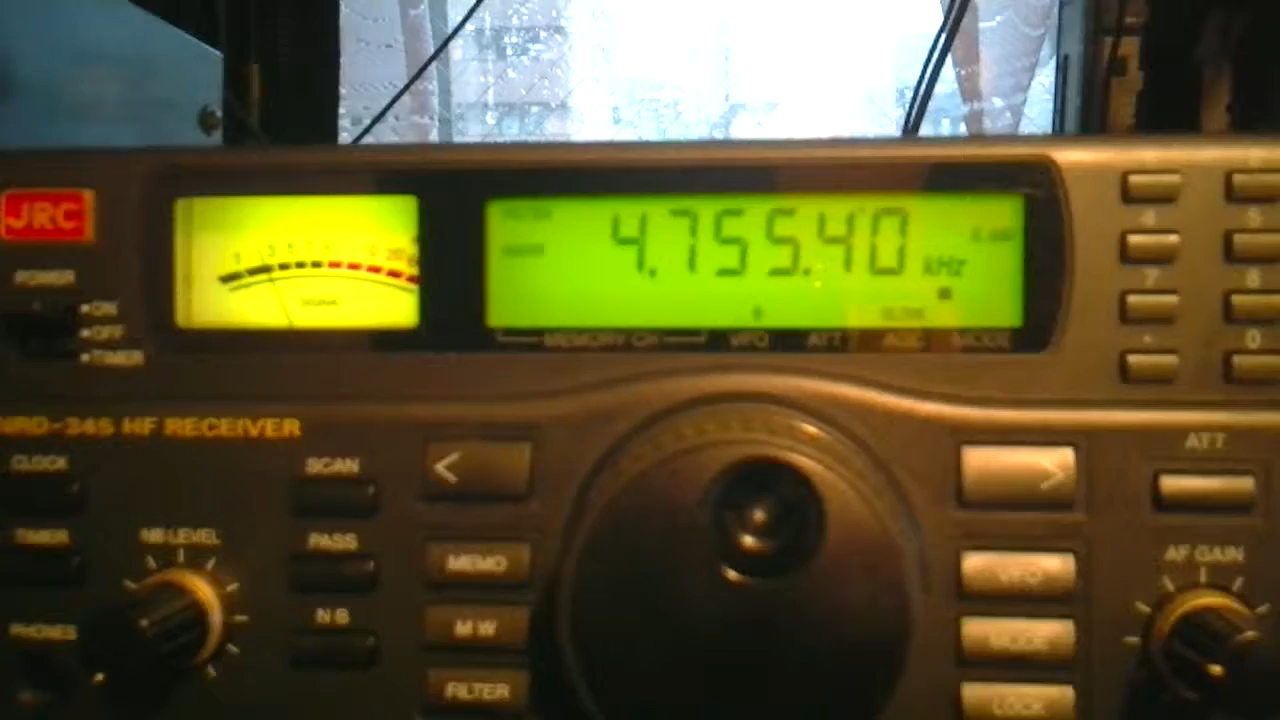 JRC
4.755.40 kHz
POWER
ON
OFF
TIMER
MEMORY CH VFO ATT AGC MODE
NRD-345 HF RECEIVER
CLOCK
SCAN
<
>
ATT
TIMER
NB LEVEL
PASS
MEMO
VFO
AF GAIN
PHONES
NB
MW
MODE
FILTER
LOCK
4 5
7 8
. 0